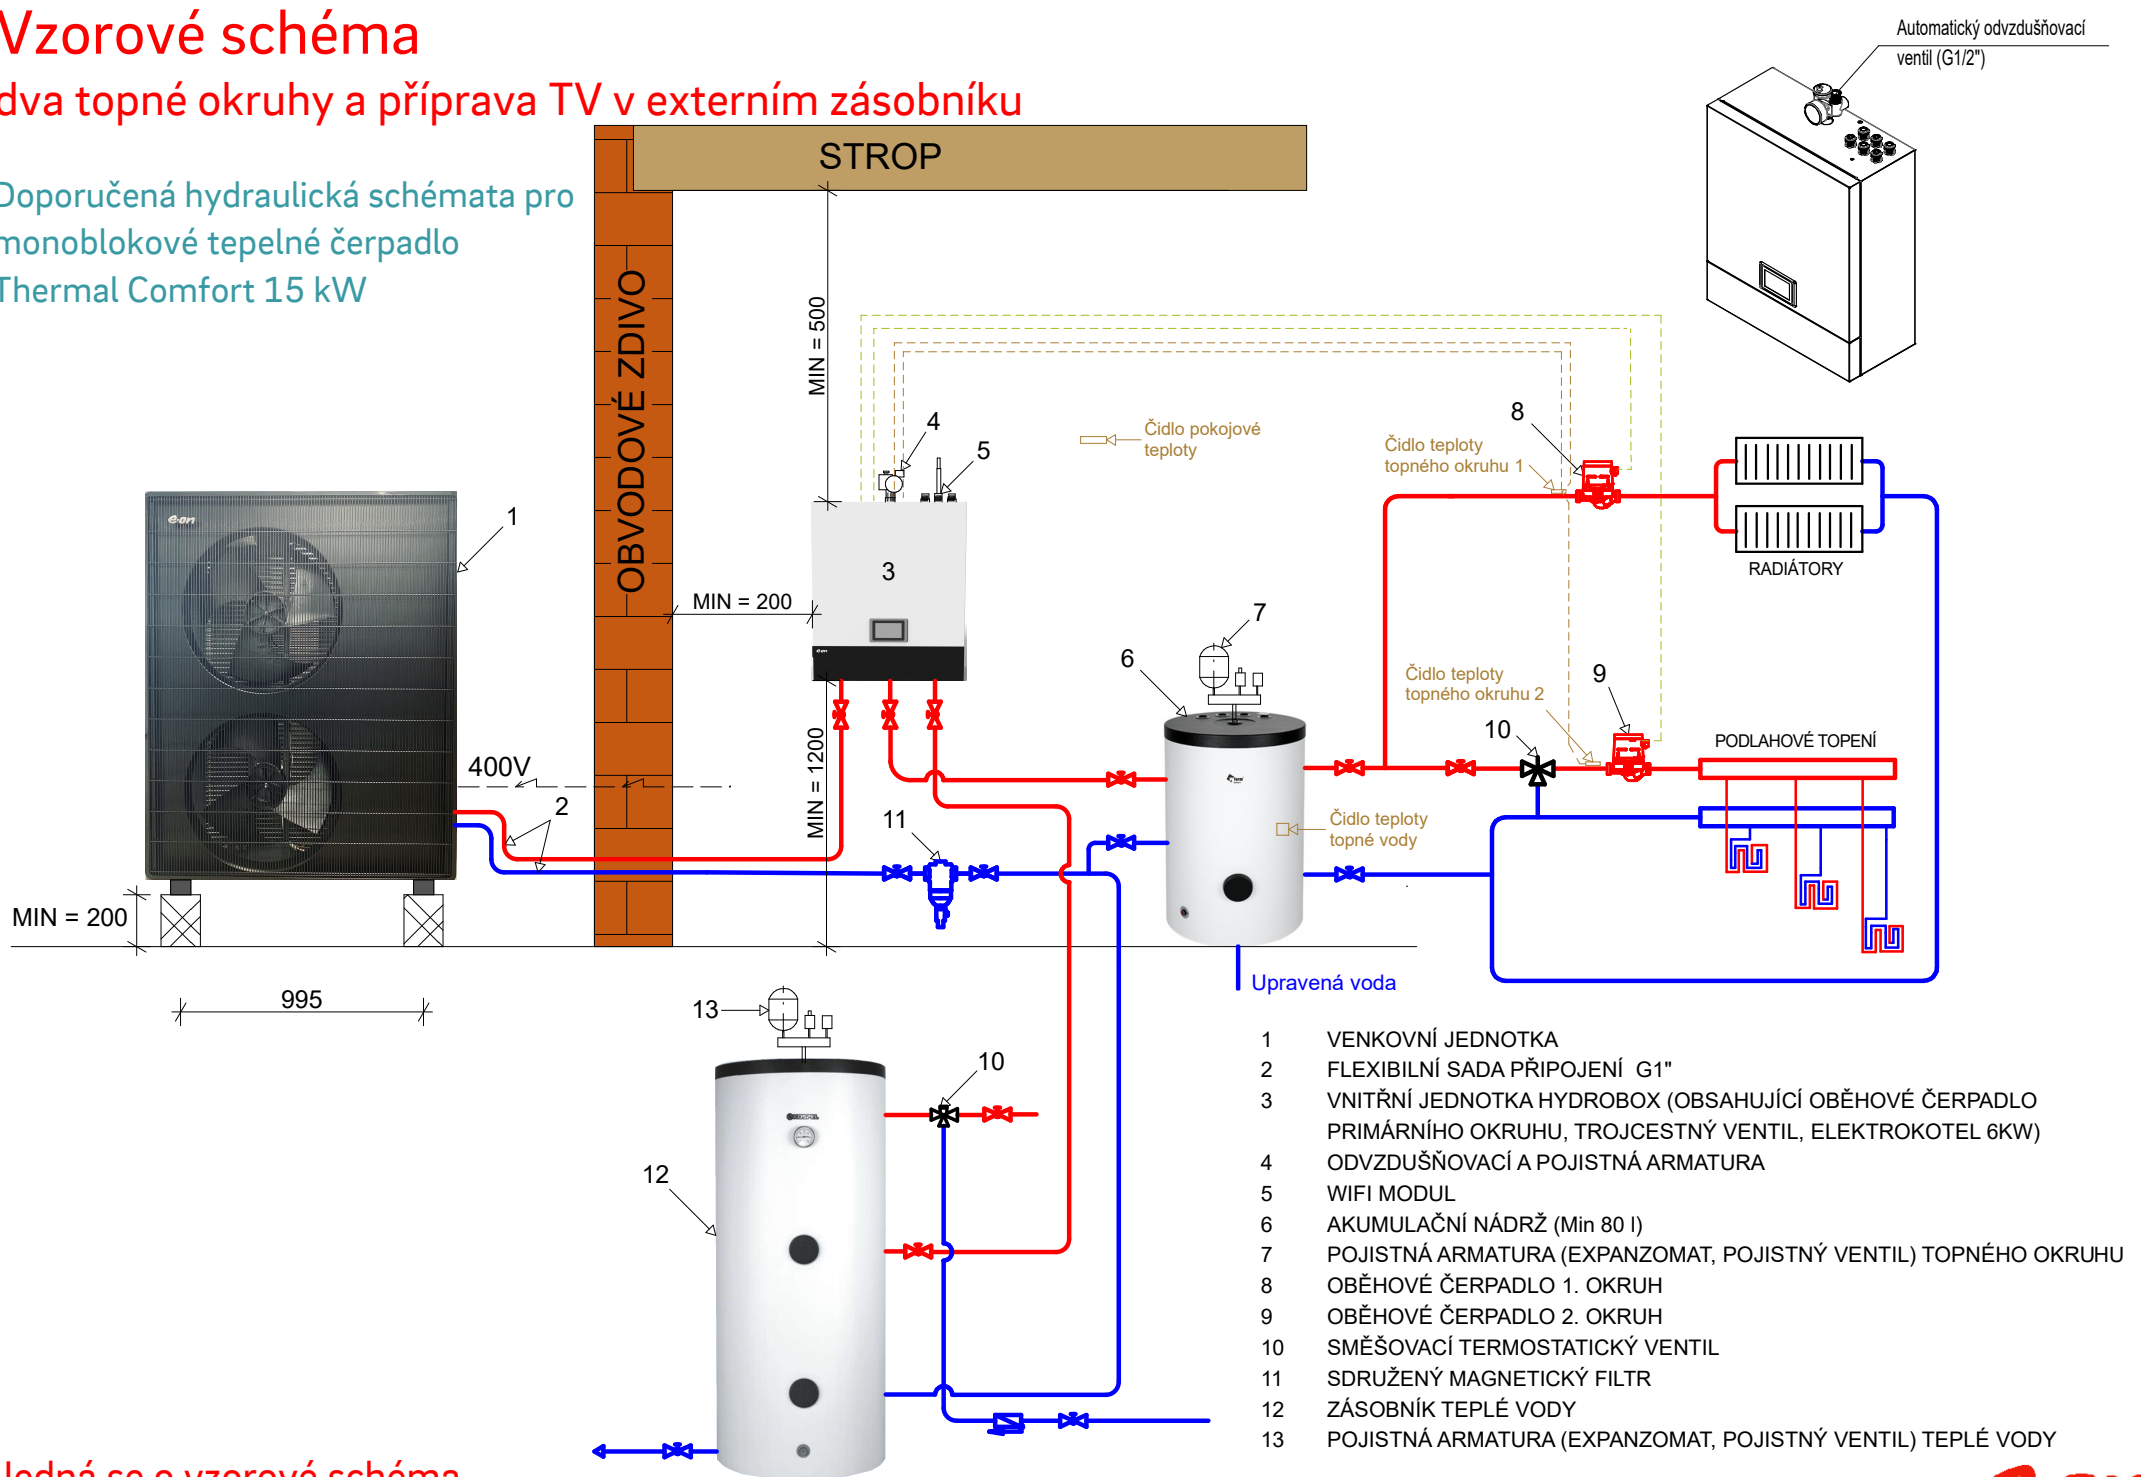 Vzorové schéma
dva topné okruhy a příprava TV v externím zásobníku
Doporučená hydraulická schémata pro
monoblokové tepelné čerpadlo
Thermal Comfort 15 kW
Automatický odvzdušňovací
ventil (G1/2")
STROP
OBVODOVÉ ZDIVO
MIN = 500
4
5
Čidlo pokojové
teploty
8
Čidlo teploty
topného okruhu 1
RADIÁTORY
e·on
1
3
MIN = 200
e·on
7
6
Čidlo teploty
topného okruhu 2
9
10
PODLAHOVÉ TOPENÍ
400V
2
MIN = 1200
11
Čidlo teploty
topné vody
MIN = 200
995
Upravená voda
13
10
12
1 VENKOVNÍ JEDNOTKA
2 FLEXIBILNÍ SADA PŘIPOJENÍ G1"
3 VNITŘNÍ JEDNOTKA HYDROBOX (OBSAHUJÍCÍ OBĚHOVÉ ČERPADLO
PRIMÁRNÍHO OKRUHU, TROJCESTNÝ VENTIL, ELEKTROKOTEL 6KW)
4 ODVZDUŠŇOVACÍ A POJISTNÁ ARMATURA
5 WIFI MODUL
6 AKUMULAČNÍ NÁDRŽ (Min 80 l)
7 POJISTNÁ ARMATURA (EXPANZOMAT, POJISTNÝ VENTIL) TOPNÉHO OKRUHU
8 OBĚHOVÉ ČERPADLO 1. OKRUH
9 OBĚHOVÉ ČERPADLO 2. OKRUH
10 SMĚŠOVACÍ TERMOSTATICKÝ VENTIL
11 SDRUŽENÝ MAGNETICKÝ FILTR
12 ZÁSOBNÍK TEPLÉ VODY
13 POJISTNÁ ARMATURA (EXPANZOMAT, POJISTNÝ VENTIL) TEPLÉ VODY
Jedná se o vzorové schéma